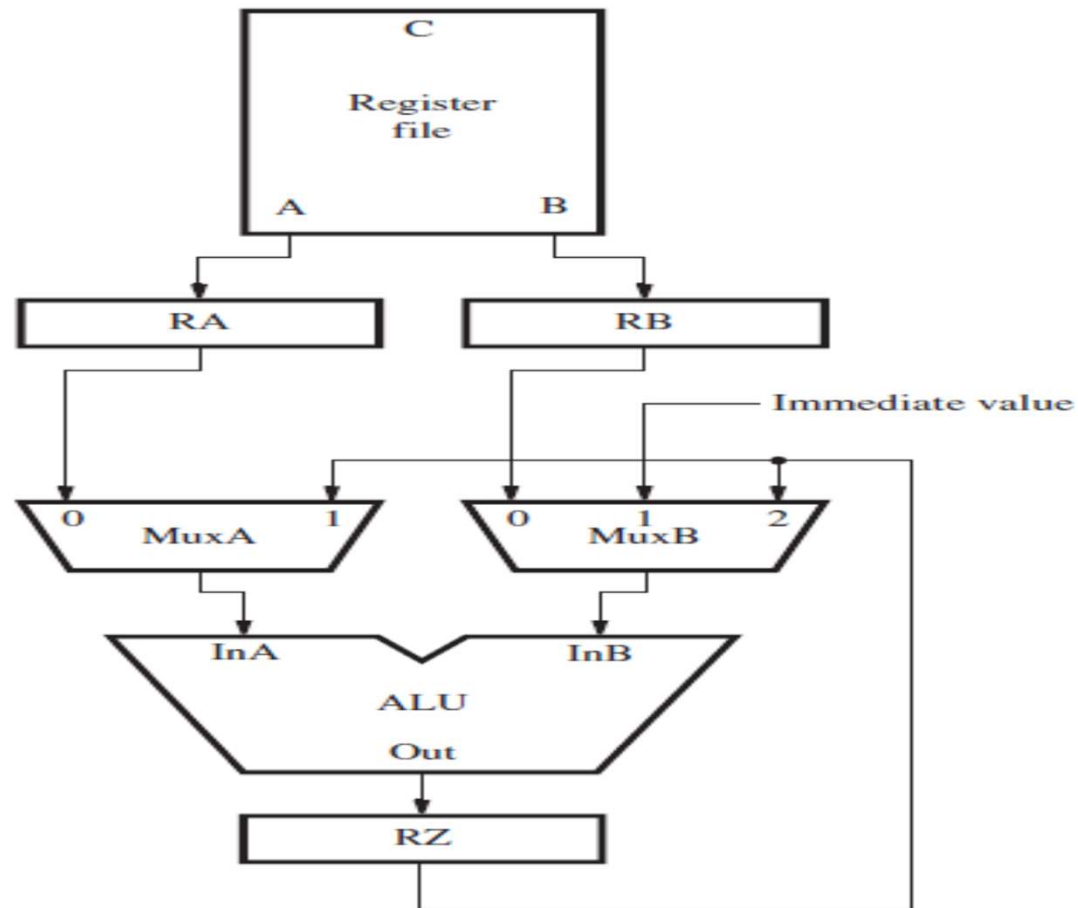 C
Register
file
A B
RA RB
Immediate value
0 1 0 1 2
MuxA MuxB
InA InB
ALU
Out
RZ